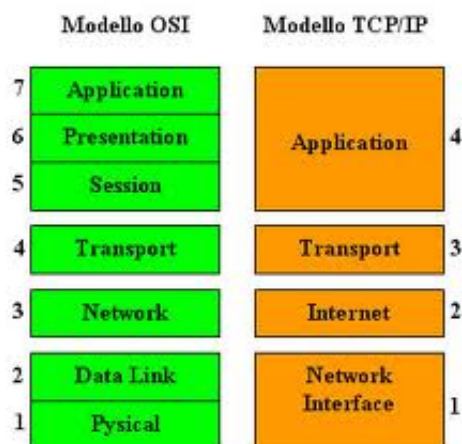 Modello OSI Modello TCP/IP
7 Application
6 Presentation
5 Session
Application 4
4 Transport
Transport 3
3 Network
Internet 2
2 Data Link
1 Pysical
Network
Interface 1